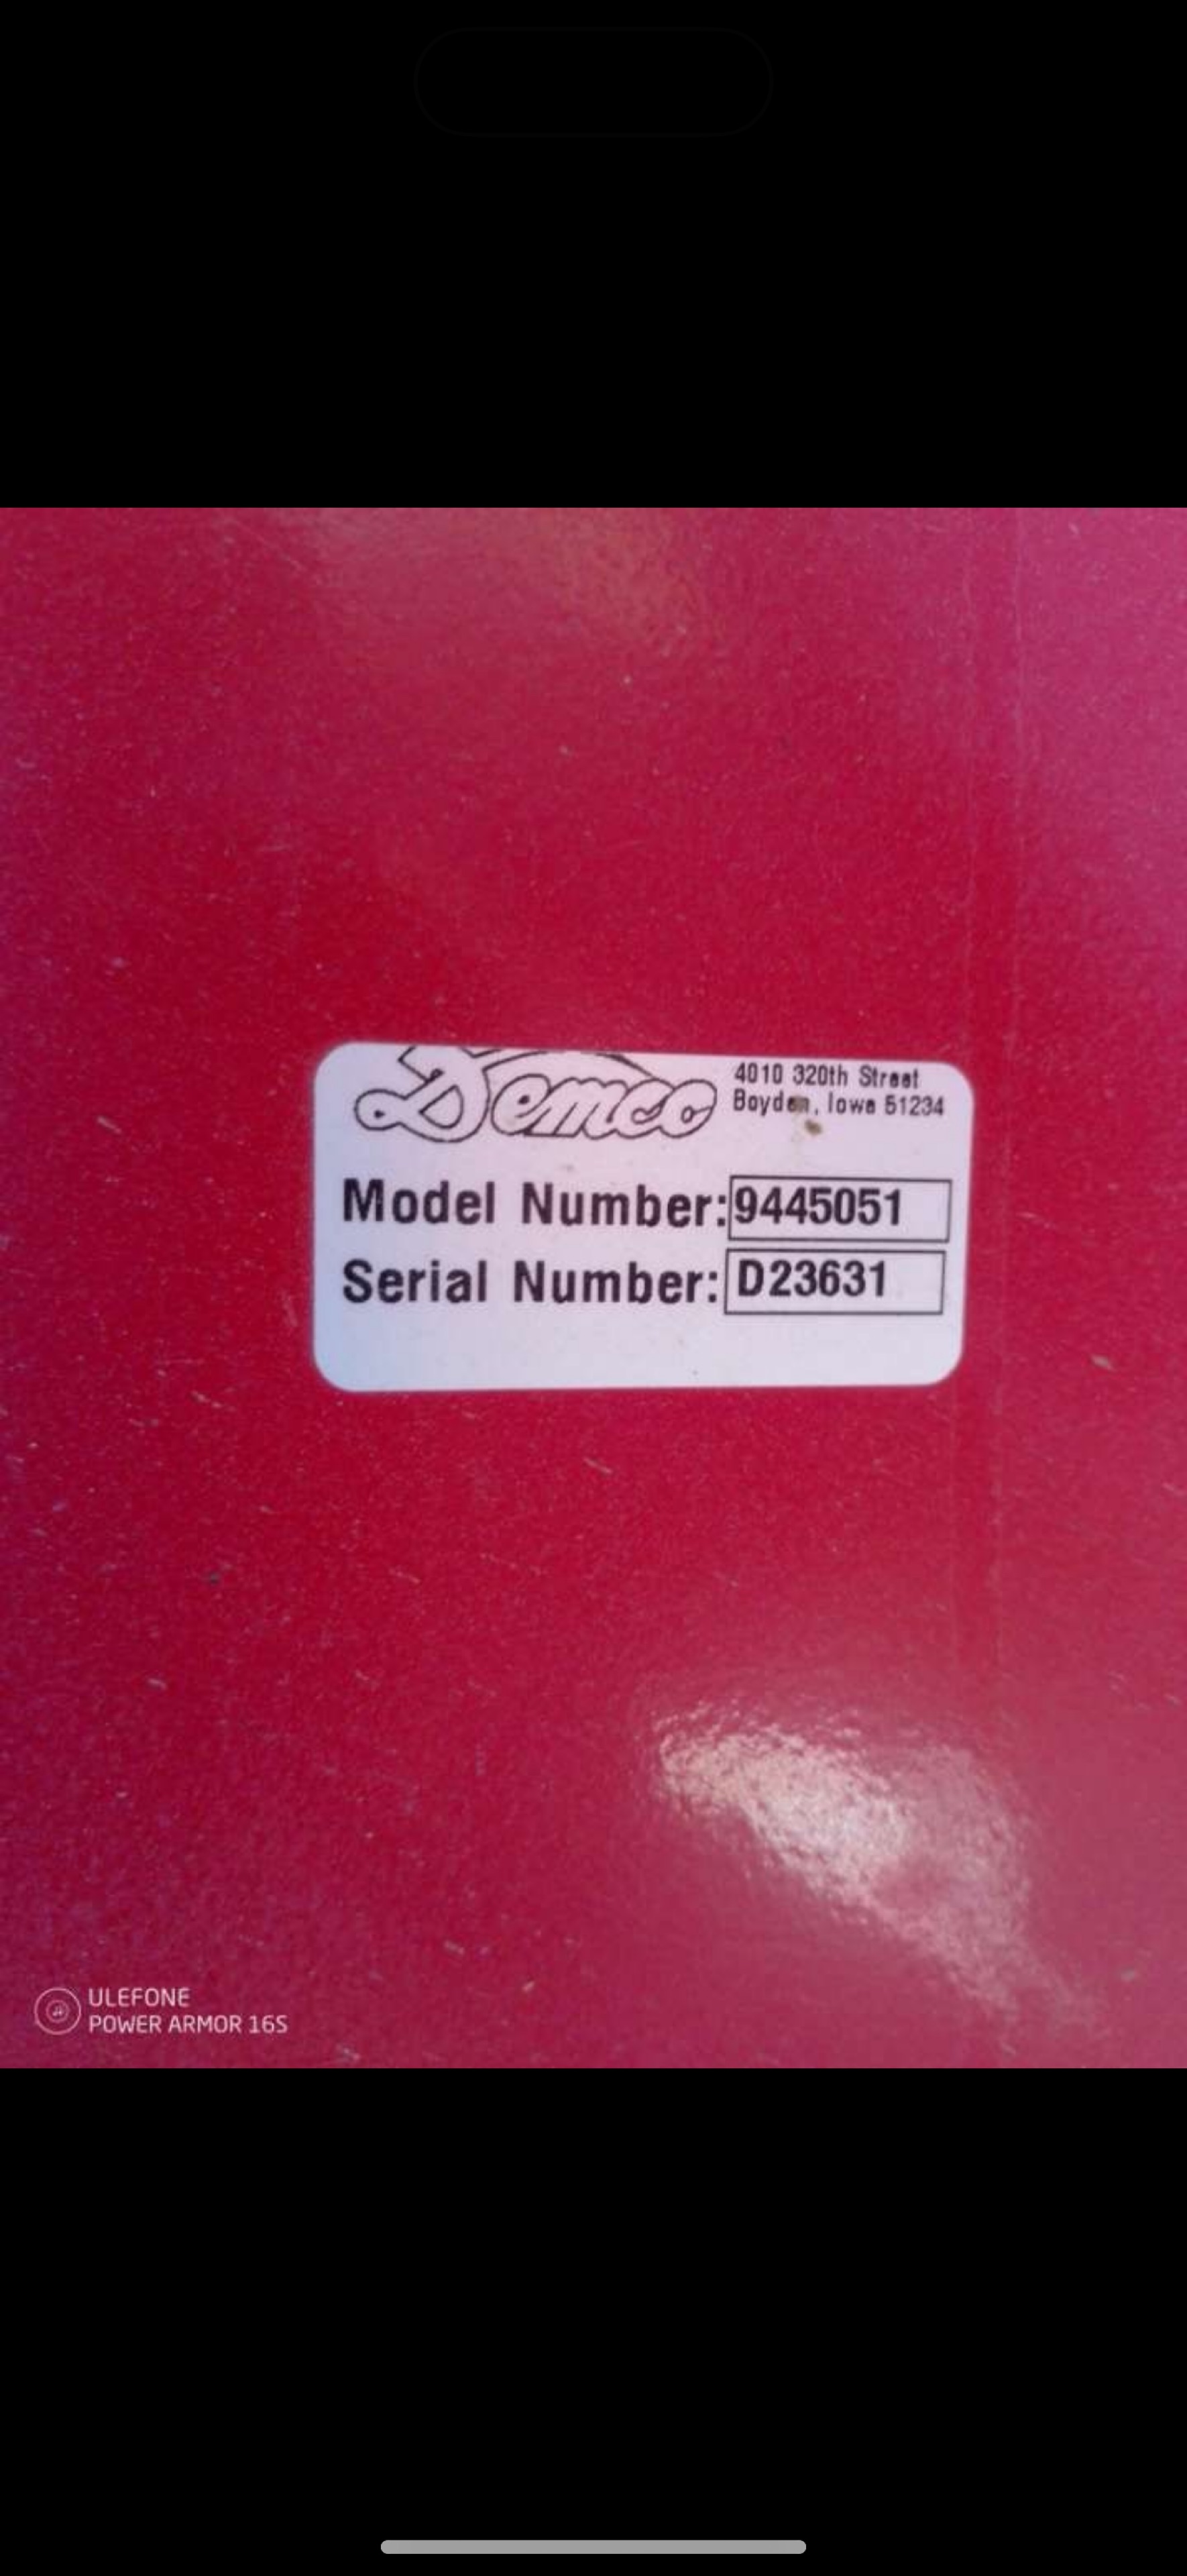 Demco
4010 320th Street
Boyden, Iowa 51234
Model Number: 9445051
Serial Number: D23631
ULEFONE
POWER ARMOR 16S